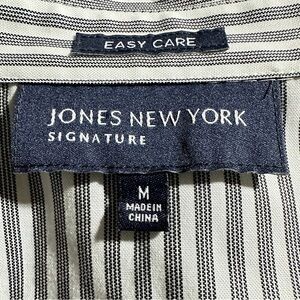 EASY CARE
JONES NEW YORK
SIGNATURE
M
MADE IN
CHINA